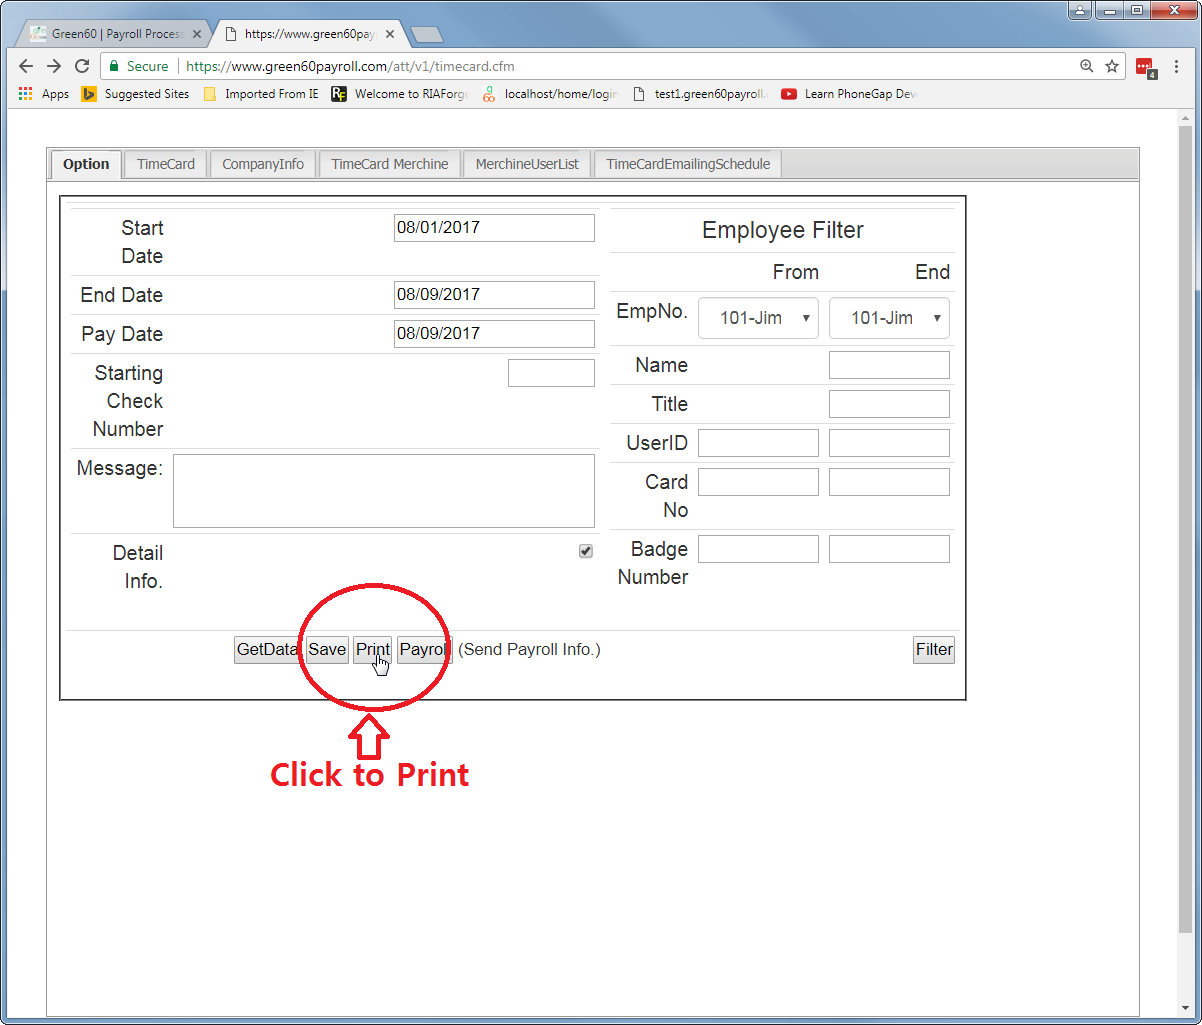 Green60 | Payroll Process
https://www.green60pay
Secure
https://www.green60payroll.com/att/v1/timecard.cfm
4
Apps
Suggested Sites
Imported From IE
RF
Welcome to RIAForge
localhost/home/login
test1.green60payroll.
Learn PhoneGap Dev
Option
TimeCard
CompanyInfo
TimeCard Merchine
MerchineUserList
TimeCardEmailingSchedule
Start
Date
08/01/2017
End Date
08/09/2017
Pay Date
08/09/2017
Starting
Check
Number
Message:
Detail
Info.
Employee Filter
From End
EmpNo.
101-Jim
101-Jim
Name
Title
UserID
Card
No
Badge
Number
GetData Save Print Payroll (Send Payroll Info.) Filter
Click to Print